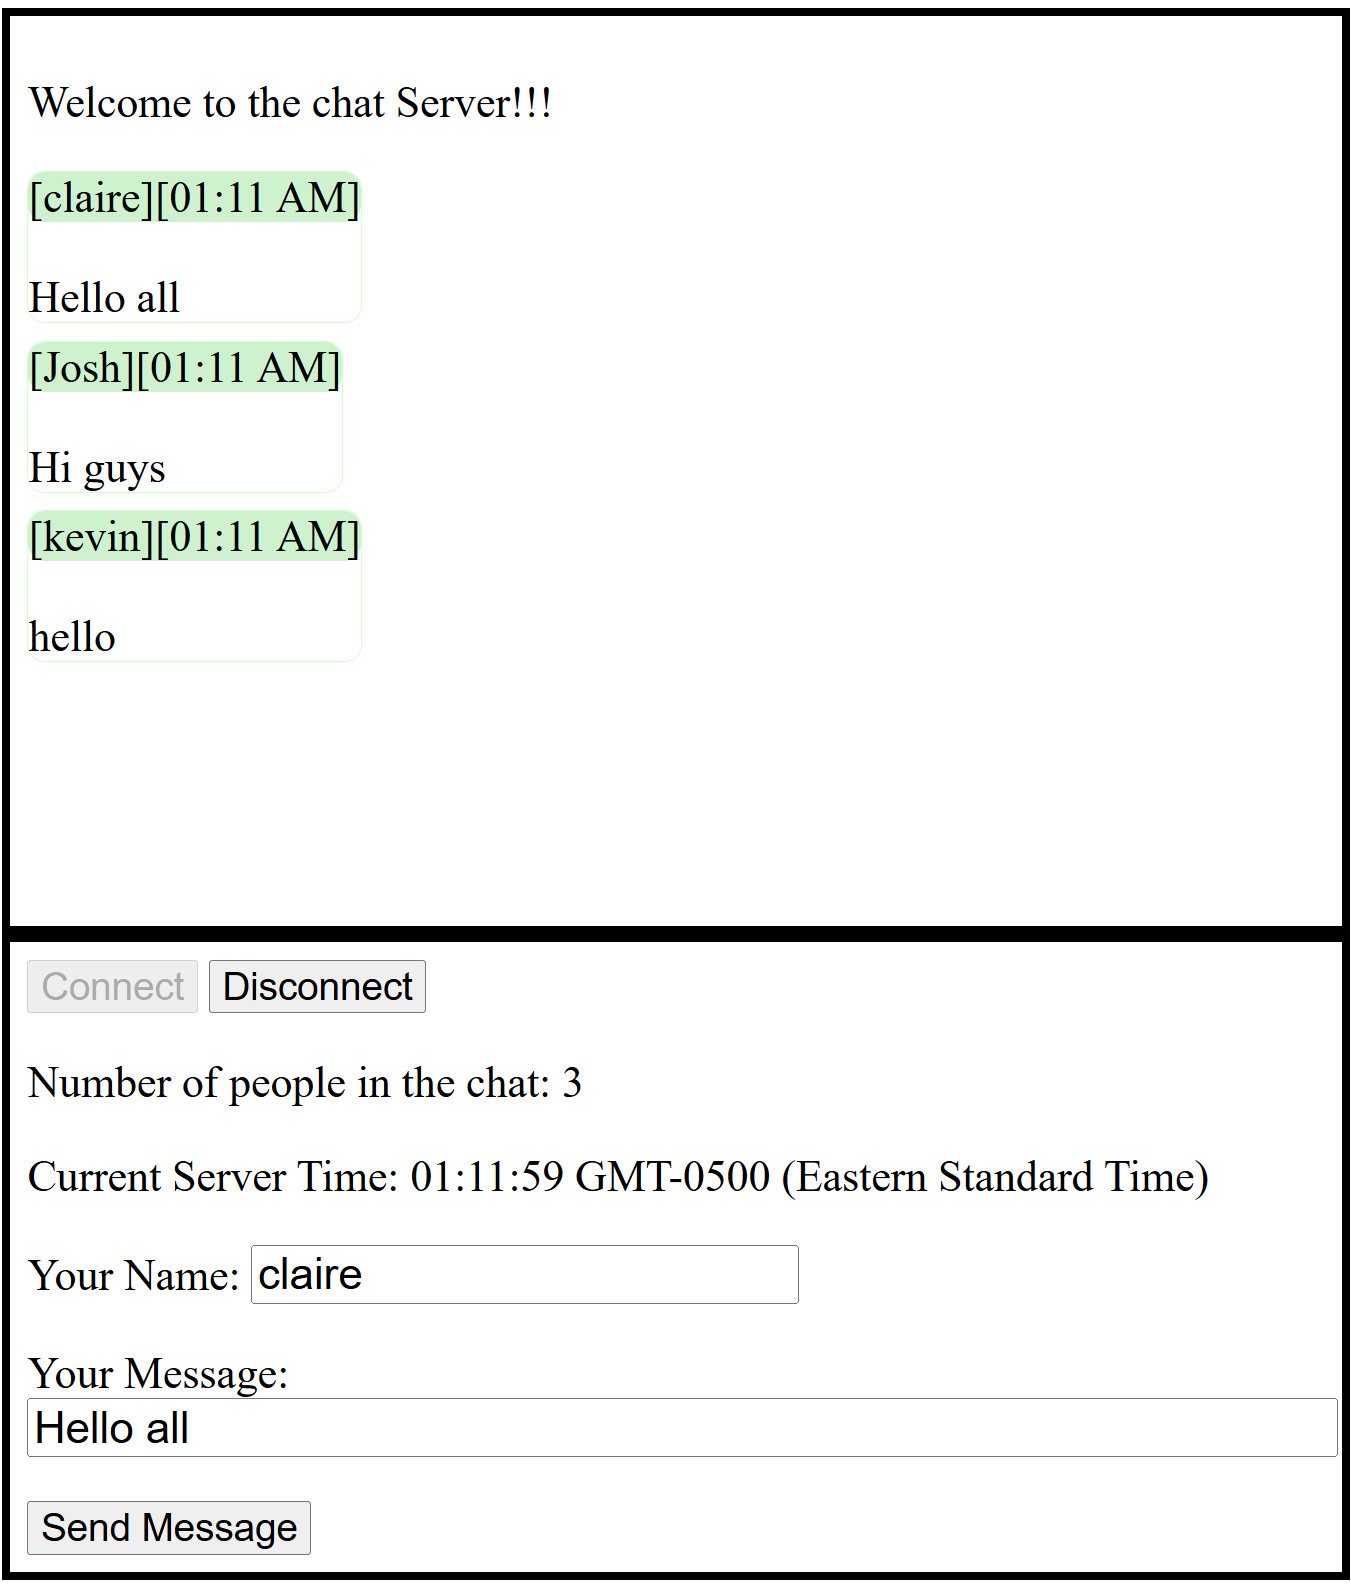 Welcome to the chat Server!!!
[claire][01:11 AM]
Hello all
[Josh][01:11 AM]
Hi guys
[kevin][01:11 AM]
hello
Connect Disconnect
Number of people in the chat: 3
Current Server Time: 01:11:59 GMT-0500 (Eastern Standard Time)
Your Name: claire
Your Message:
Hello all
Send Message